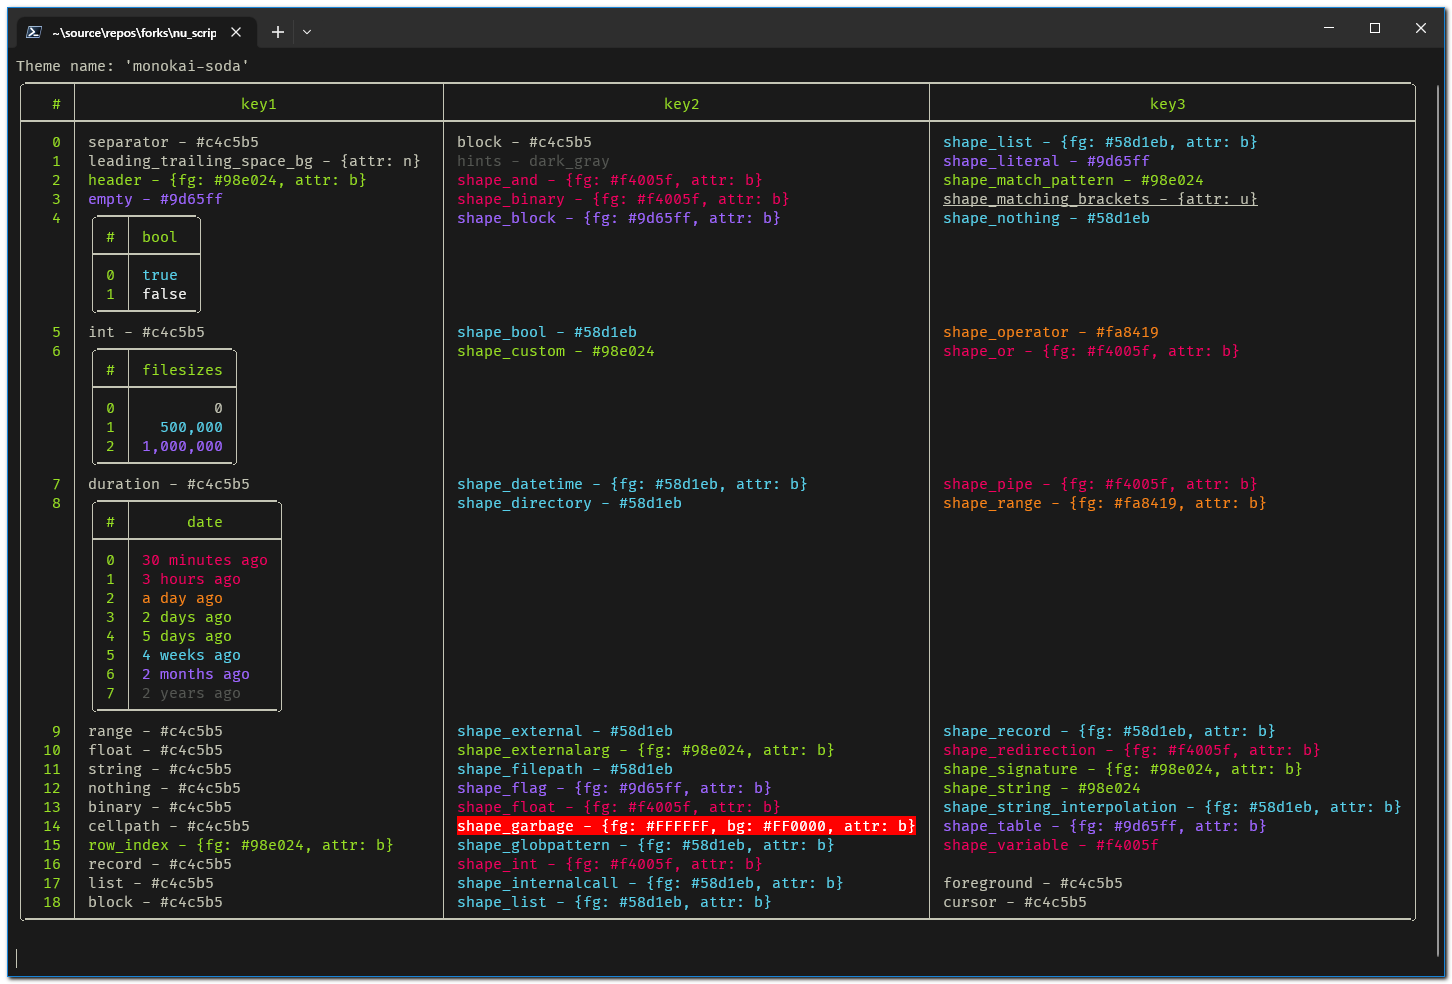 ~\source\repos\forks\nu_scrip
Theme name: 'monokai-soda'
# key1 key2 key3
0 separator - #c4c5b5 block - #c4c5b5 shape_list - {fg: #58d1eb, attr: b}
1 leading_trailing_space_bg - {attr: n} hints - dark_gray shape_literal - #9d65ff
2 header - {fg: #98e024, attr: b} shape_and - {fg: #f4005f, attr: b} shape_match_pattern - #98e024
3 empty - #9d65ff shape_binary - {fg: #f4005f, attr: b} shape_matching_brackets - {attr: u}
4 shape_block - {fg: #9d65ff, attr: b} shape_nothing - #58d1eb
# bool
0 true
1 false
5 int - #c4c5b5 shape_bool - #58d1eb shape_operator - #fa8419
6 shape_custom - #98e024 shape_or - {fg: #f4005f, attr: b}
# filesizes
0 0
1 500,000
2 1,000,000
7 duration - #c4c5b5 shape_datetime - {fg: #58d1eb, attr: b} shape_pipe - {fg: #f4005f, attr: b}
8 shape_directory - #58d1eb shape_range - {fg: #fa8419, attr: b}
# date
0 30 minutes ago
1 3 hours ago
2 a day ago
3 2 days ago
4 5 days ago
5 4 weeks ago
6 2 months ago
7 2 years ago
9 range - #c4c5b5 shape_external - #58d1eb shape_record - {fg: #58d1eb, attr: b}
10 float - #c4c5b5 shape_externalarg - {fg: #98e024, attr: b} shape_redirection - {fg: #f4005f, attr: b}
11 string - #c4c5b5 shape_filepath - #58d1eb shape_signature - {fg: #98e024, attr: b}
12 nothing - #c4c5b5 shape_flag - {fg: #9d65ff, attr: b} shape_string - #98e024
13 binary - #c4c5b5 shape_float - {fg: #f4005f, attr: b} shape_string_interpolation - {fg: #58d1eb, attr: b}
14 cellpath - #c4c5b5 shape_garbage - {fg: #FFFFFF, bg: #FF0000, attr: b} shape_table - {fg: #9d65ff, attr: b}
15 row_index - {fg: #98e024, attr: b} shape_globpattern - {fg: #58d1eb, attr: b} shape_variable - #f4005f
16 record - #c4c5b5 shape_int - {fg: #f4005f, attr: b}
17 list - #c4c5b5 shape_internalcall - {fg: #58d1eb, attr: b} foreground - #c4c5b5
18 block - #c4c5b5 shape_list - {fg: #58d1eb, attr: b} cursor - #c4c5b5